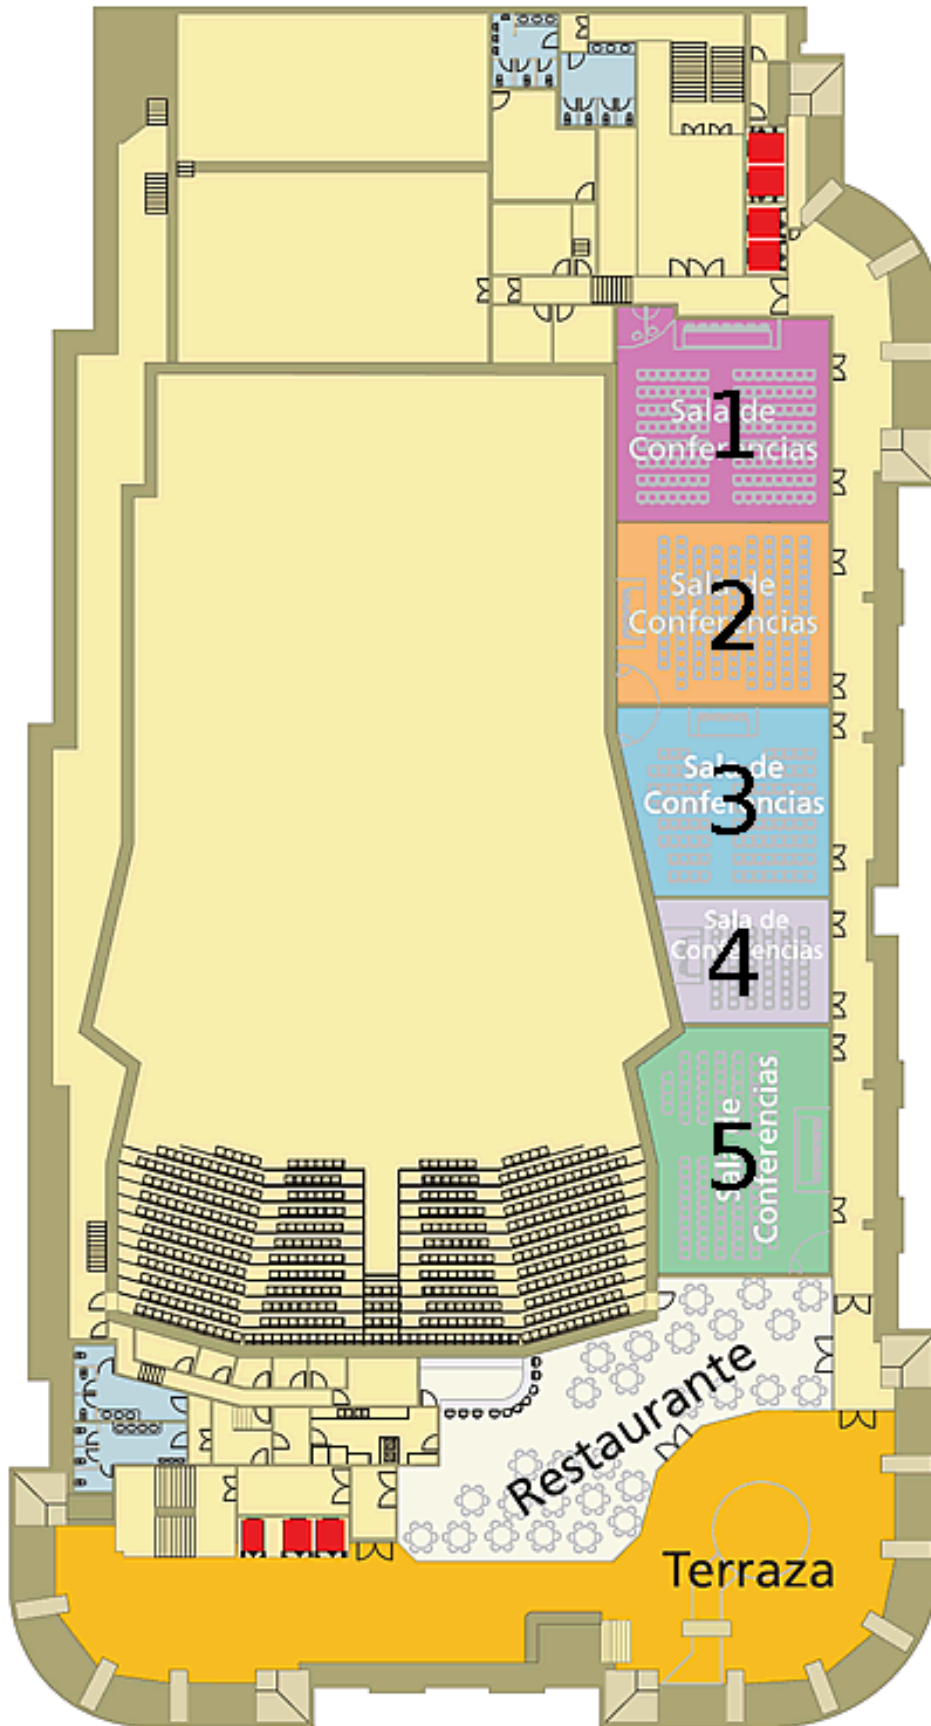 Sala de
Conferencias
1
Sala de
Conferencias
2
Sala de
Conferencias
3
Sala de
Conferencias
4
Sala de
Conferencias
5
Restaurante
Terraza